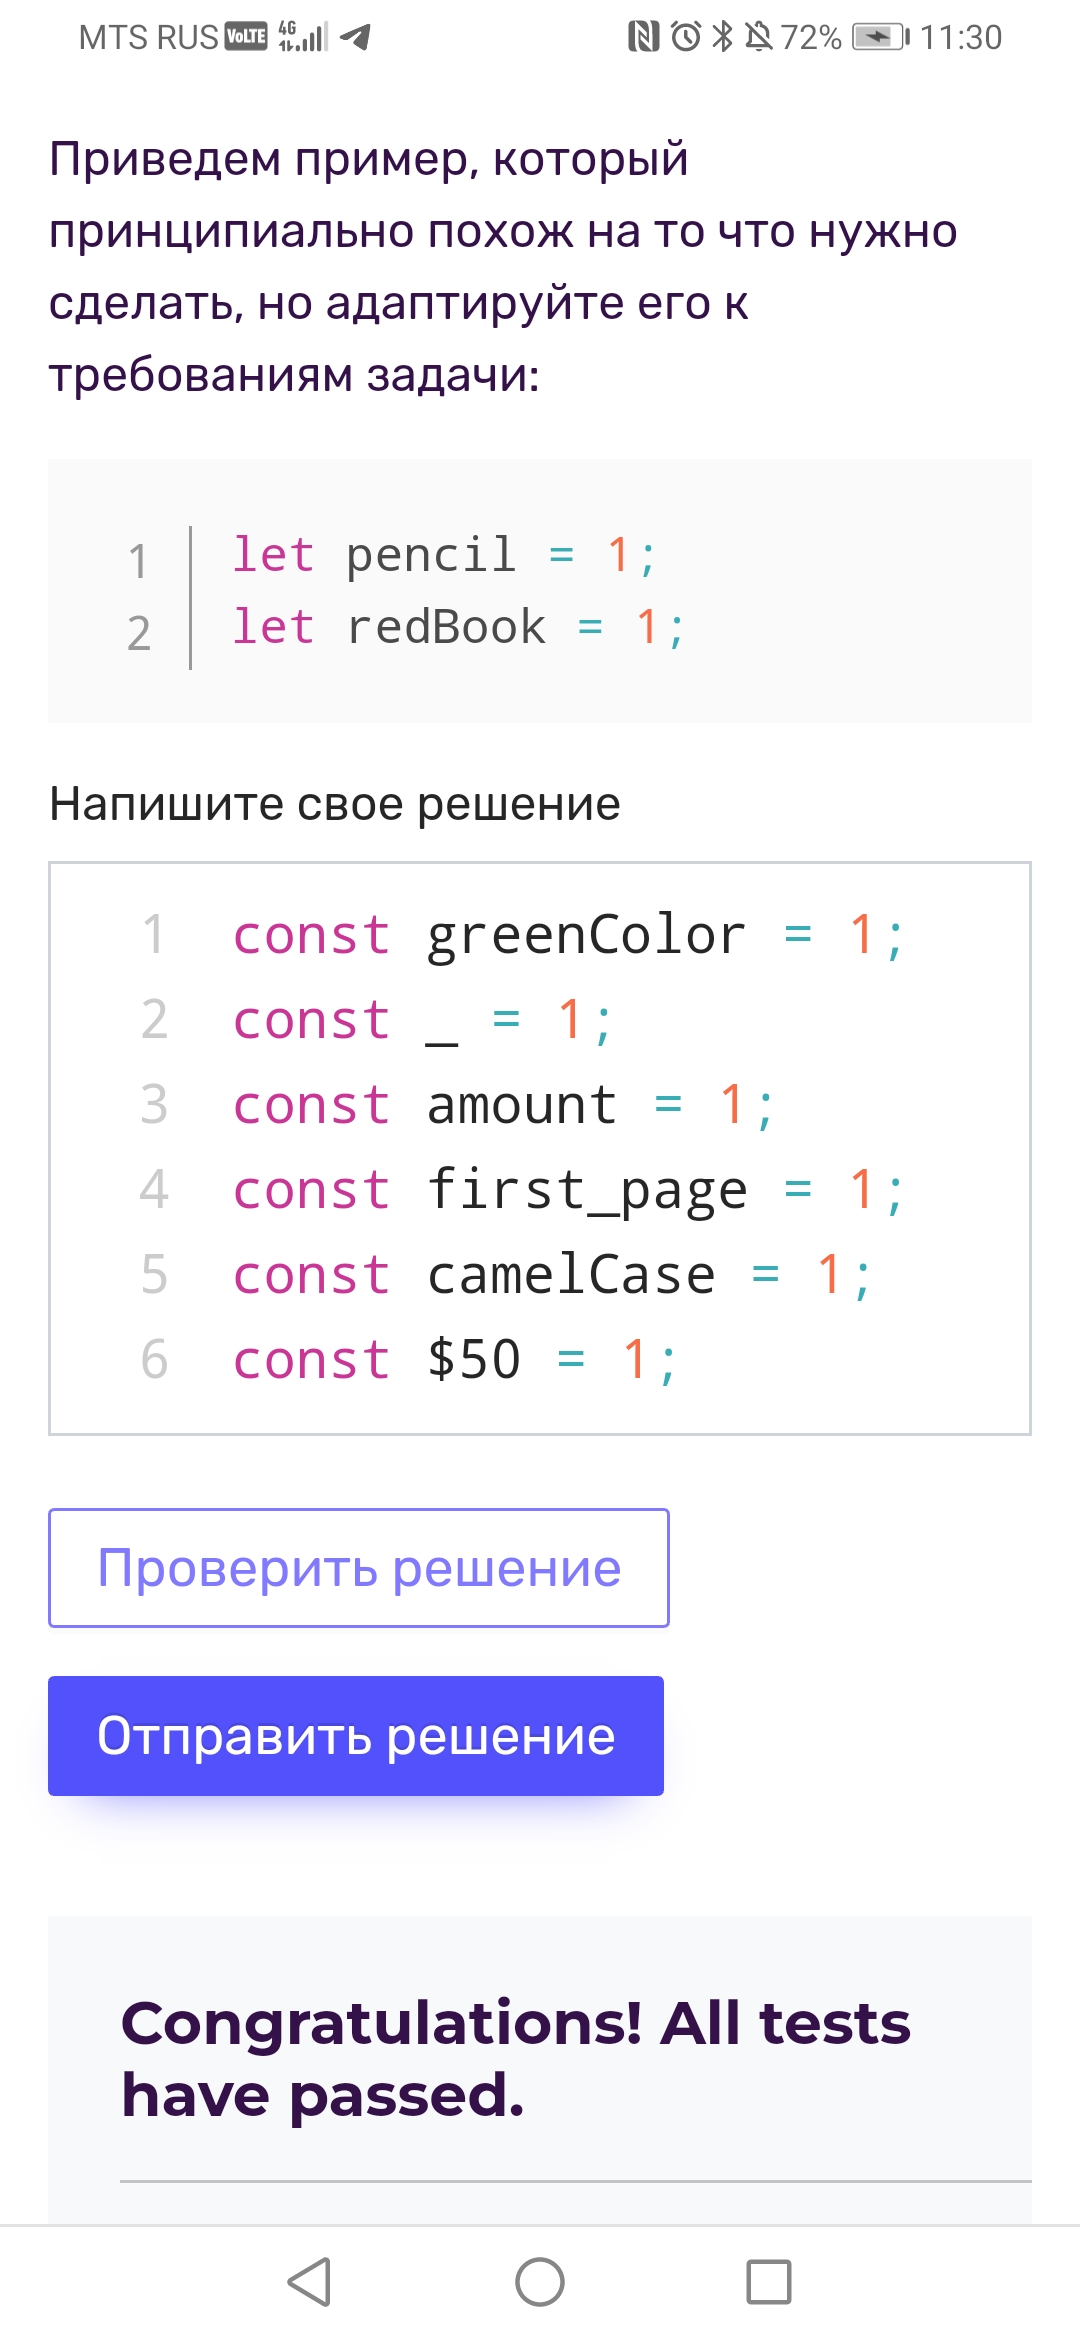 MTS RUS VoLTE 4G 72% 11:30
Приведем пример, который
принципиально похож на то что нужно
сделать, но адаптируйте его к
требованиям задачи:
1 let pencil = 1;
2 let redBook = 1;
Напишите свое решение
1 const greenColor = 1;
2 const _ = 1;
3 const amount = 1;
4 const first_page = 1;
5 const camelCase = 1;
6 const $50 = 1;
Проверить решение
Отправить решение
Congratulations! All tests
have passed.